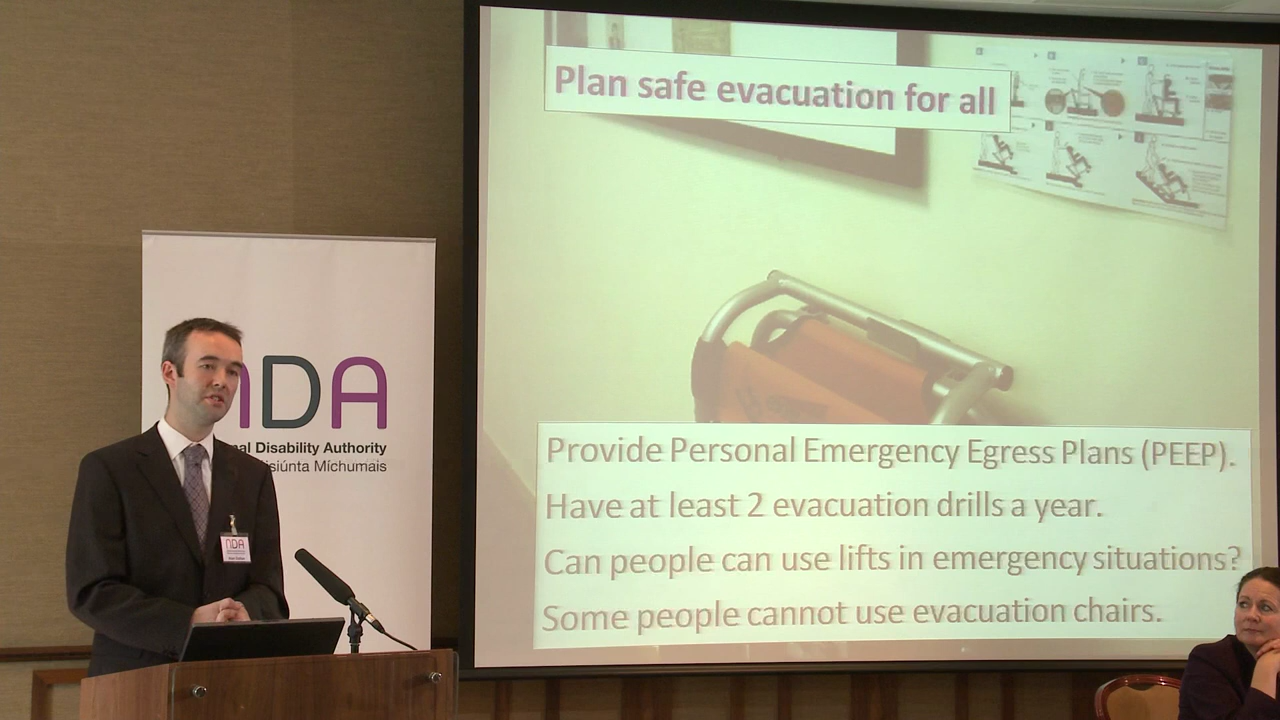 Plan safe evacuation for all
NDA
nal Disability Authority
isiúnta Míchumais
NDA
Provide Personal Emergency Egress Plans (PEEP).
Have at least 2 evacuation drills a year.
Can people can use lifts in emergency situations?
Some people cannot use evacuation chairs.